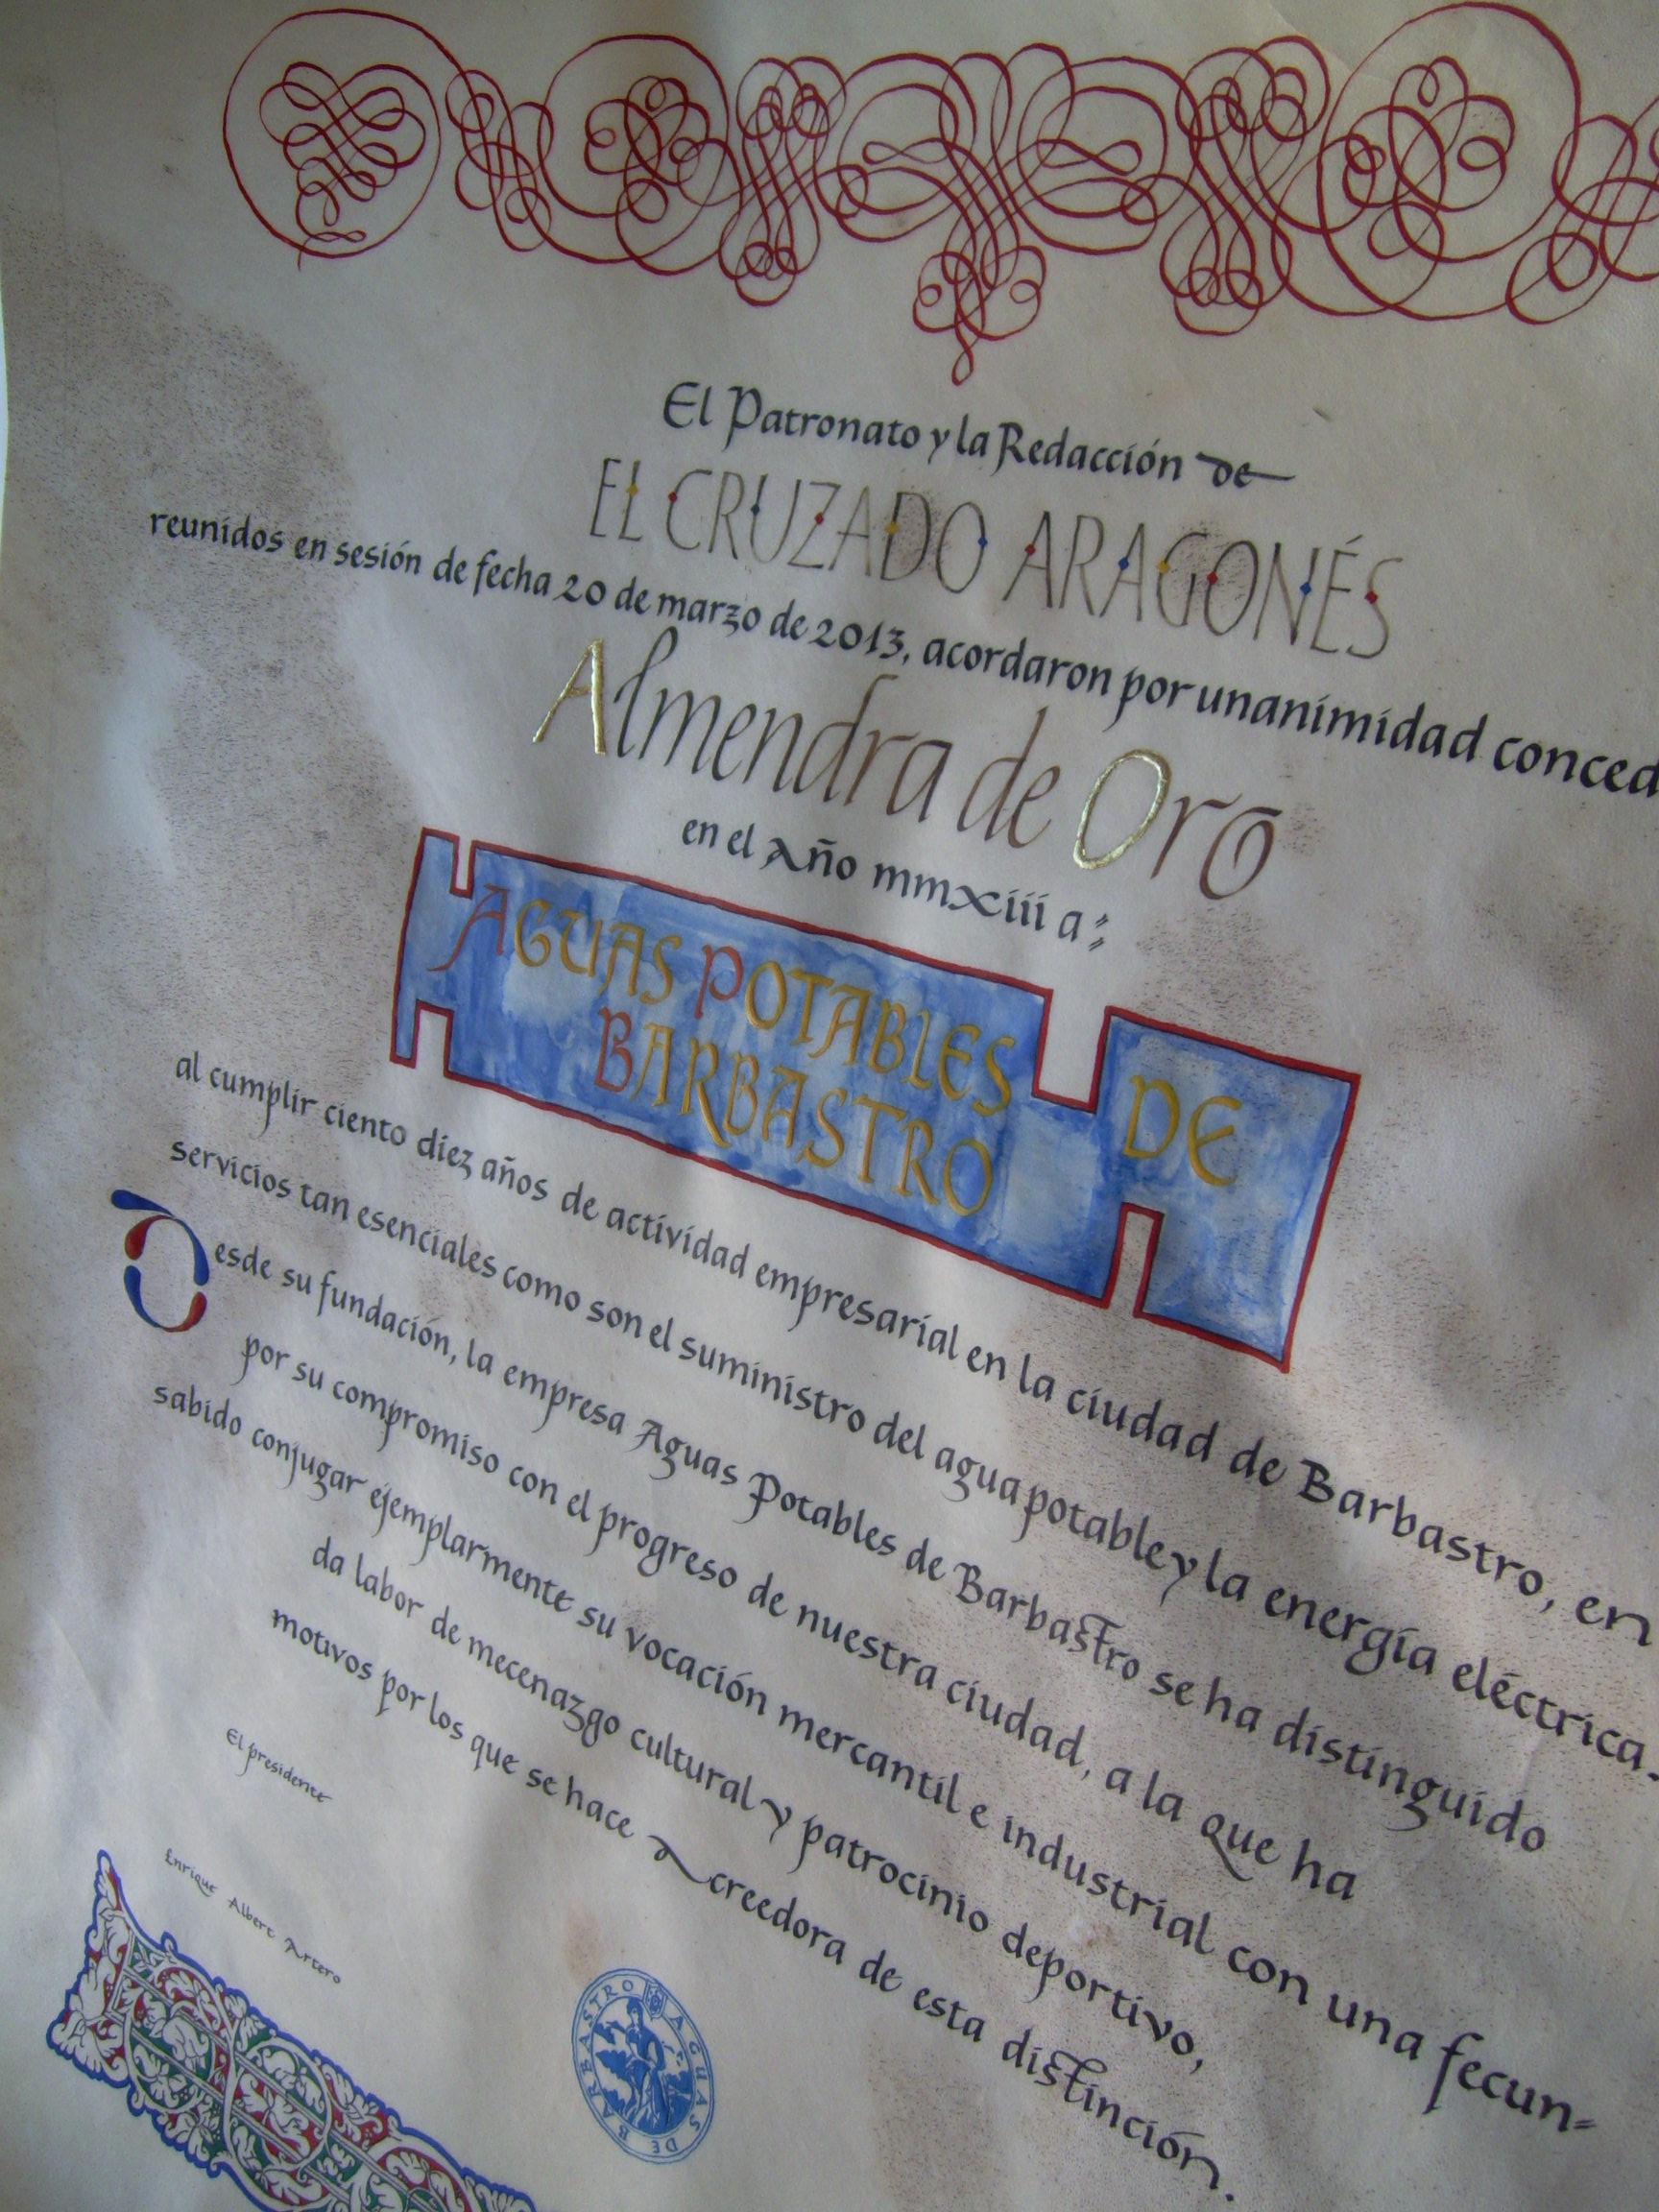 El Patronato y la Redacción de
EL CRUZADO ARAGONÉS
reunidos en sesión de fecha 20 de marzo de 2013, acordaron por unanimidad conced
Almendra de Oro
en el Año mmxiii a:
AGUAS POTABLES DE
BARBASTRO
al cumplir ciento diez años de actividad empresarial en la ciudad de Barbastro, en
servicios tan esenciales como son el suministro del agua potable y la energía eléctrica.
Desde su fundación, la empresa Aguas Potables de Barbastro se ha distinguido
por su compromiso con el progreso de nuestra ciudad, a la que ha
sabido conjugar ejemplarmente su vocación mercantil e industrial con una fecun=
da labor de mecenazgo cultural y patrocinio deportivo,
motivos por los que se hace acreedora de esta distinción.
El presidente
Enrique Albert Artero
AGUAS DE BARBASTRO